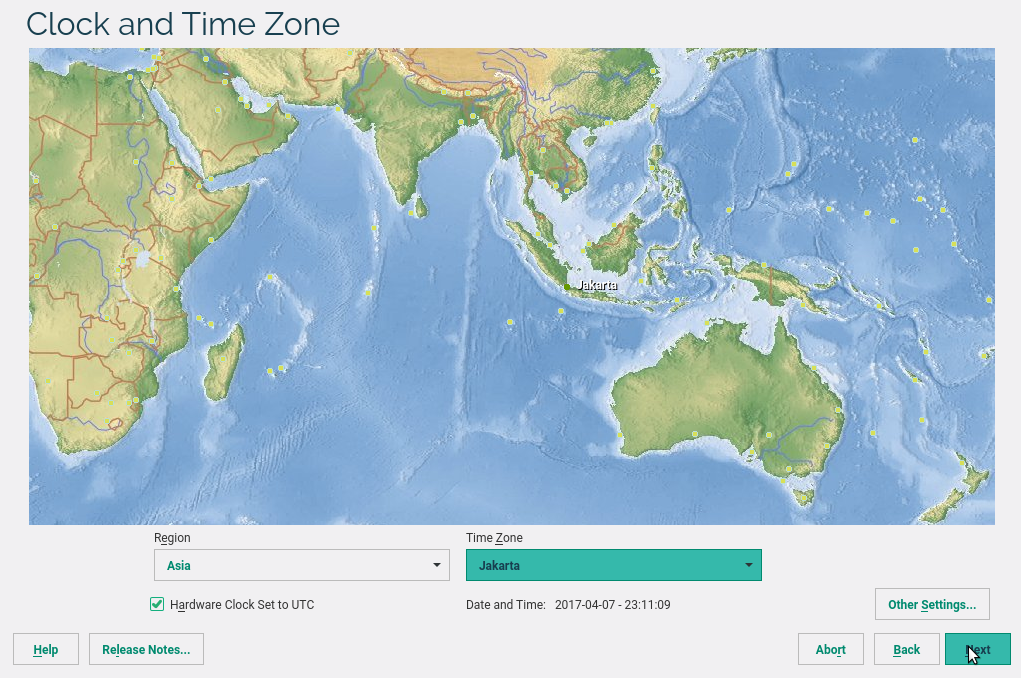 Clock and Time Zone
Jakarta
Region
Time Zone
Asia
Jakarta
Hardware Clock Set to UTC
Date and Time: 2017-04-07 - 23:11:09
Other Settings...
Help
Release Notes...
Abort
Back
Next